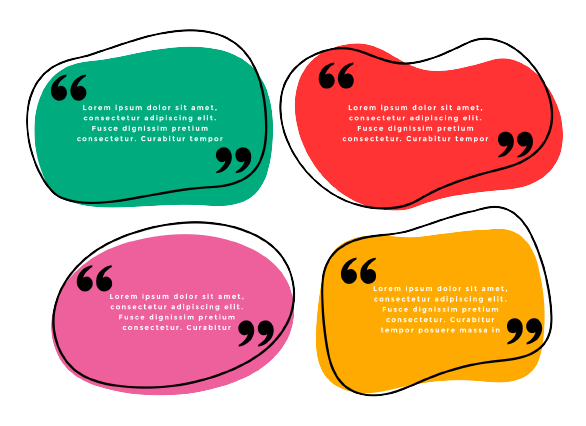 Lorem ipsum dolor sit amet,
consectetur adipiscing elit.
Fusce dignissim pretium
consectetur. Curabitur tempor
Lorem ipsum dolor sit amet,
consectetur adipiscing elit.
Fusce dignissim pretium
consectetur. Curabitur tempor
Lorem ipsum dolor sit amet,
consectetur adipiscing elit.
Fusce dignissim pretium
consectetur. Curabitur
Lorem ipsum dolor sit amet,
consectetur adipiscing elit.
Fusce dignissim pretium
consectetur. Curabitur
tempor posuere massa in